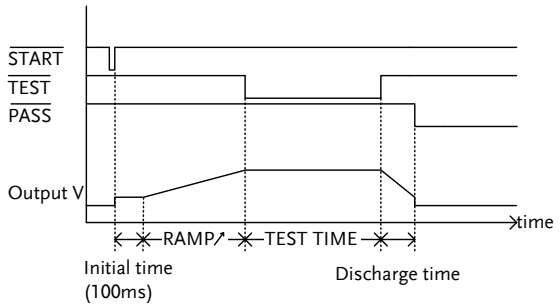 START
TEST
PASS
Output V
time
RAMP↗
TEST TIME
Initial time
(100ms)
Discharge time